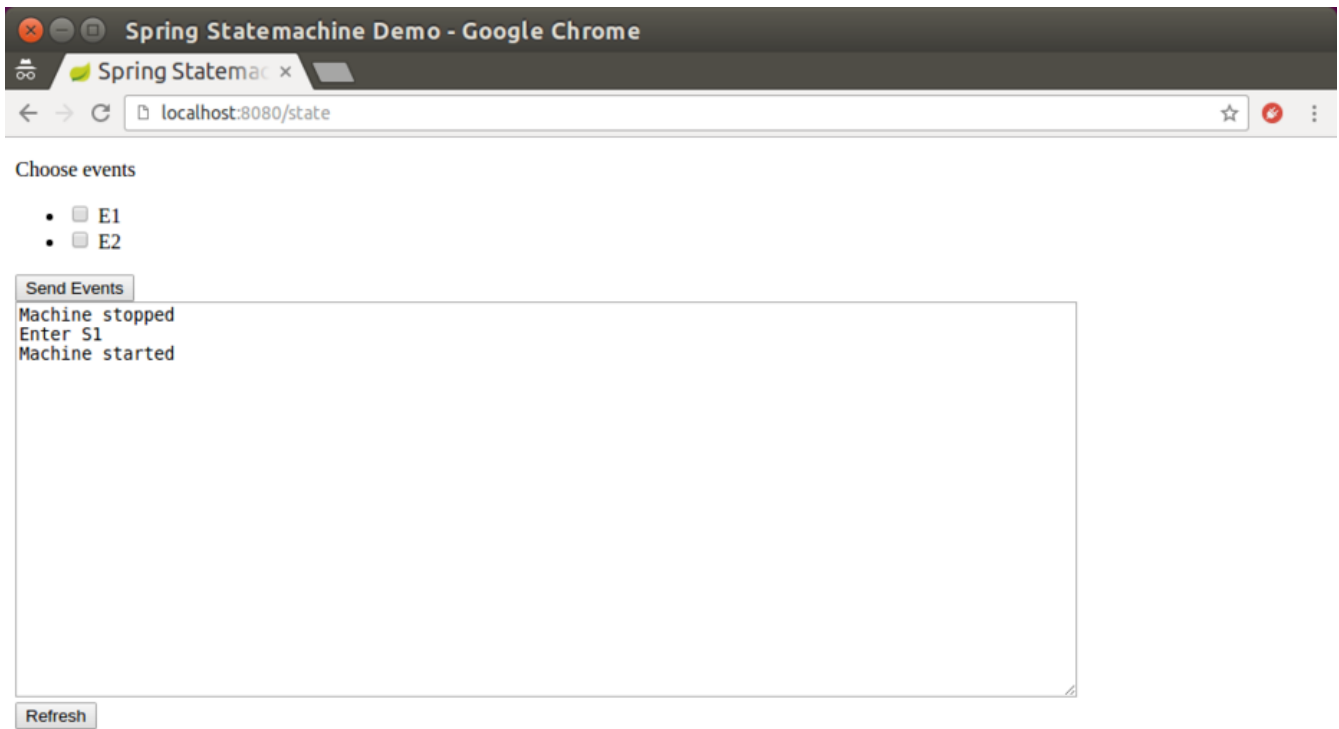 Spring Statemachine Demo - Google Chrome
Spring Statemac
localhost:8080/state
Choose events
E1
E2
Send Events
Machine stopped
Enter S1
Machine started
Refresh